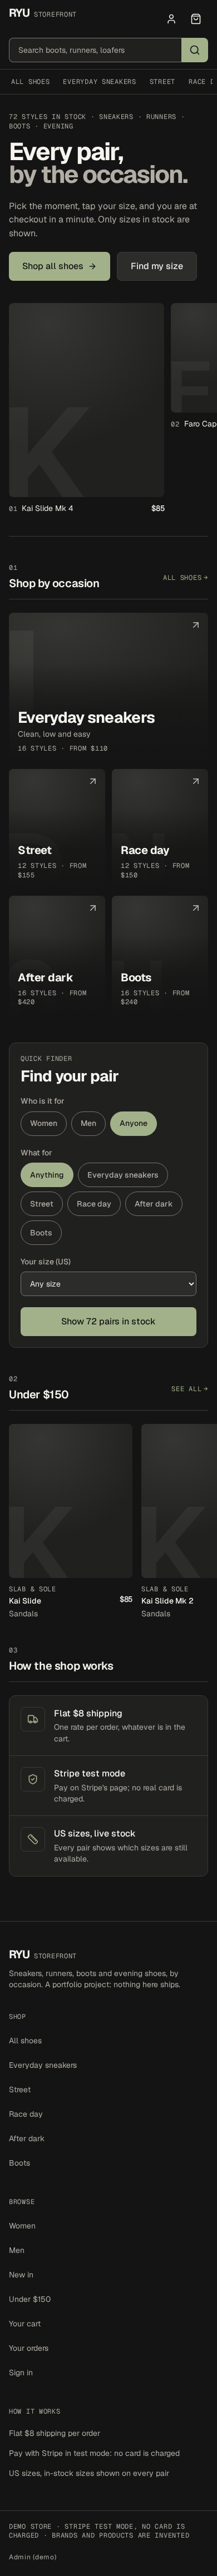 RYU STOREFRONT
Search boots, runners, loafers
ALL SHOES EVERYDAY SNEAKERS STREET RACE
72 STYLES IN STOCK · SNEAKERS · RUNNERS ·
BOOTS · EVENING
Every pair,
by the occasion.
Pick the moment, tap your size, and you are at
checkout in a minute. Only sizes in stock are
shown.
Shop all shoes →
Find my size
K
F
01 Kai Slide Mk 4 $85
02 Faro Cap
01
Shop by occasion
ALL SHOES →
Everyday sneakers
Clean, low and easy
16 STYLES · FROM $110
Street
12 STYLES · FROM
$155
Race day
12 STYLES · FROM
$150
After dark
16 STYLES · FROM
$420
Boots
16 STYLES · FROM
$240
QUICK FINDER
Find your pair
Who is it for
Women Men Anyone
What for
Anything Everyday sneakers
Street Race day After dark
Boots
Your size (US)
Any size
Show 72 pairs in stock
02
Under $150
SEE ALL →
K
K
SLAB & SOLE
Kai Slide $85
Sandals
SLAB & SOLE
Kai Slide Mk 2
Sandals
03
How the shop works
Flat $8 shipping
One rate per order, whatever is in the
cart.
Stripe test mode
Pay on Stripe's page; no real card is
charged.
US sizes, live stock
Every pair shows which sizes are still
available.
RYU STOREFRONT
Sneakers, runners, boots and evening shoes, by
occasion. A portfolio project: nothing here ships.
SHOP
All shoes
Everyday sneakers
Street
Race day
After dark
Boots
BROWSE
Women
Men
New in
Under $150
Your cart
Your orders
Sign in
HOW IT WORKS
Flat $8 shipping per order
Pay with Stripe in test mode: no card is charged
US sizes, in-stock sizes shown on every pair
DEMO STORE · STRIPE TEST MODE, NO CARD IS
CHARGED · BRANDS AND PRODUCTS ARE INVENTED
Admin (demo)